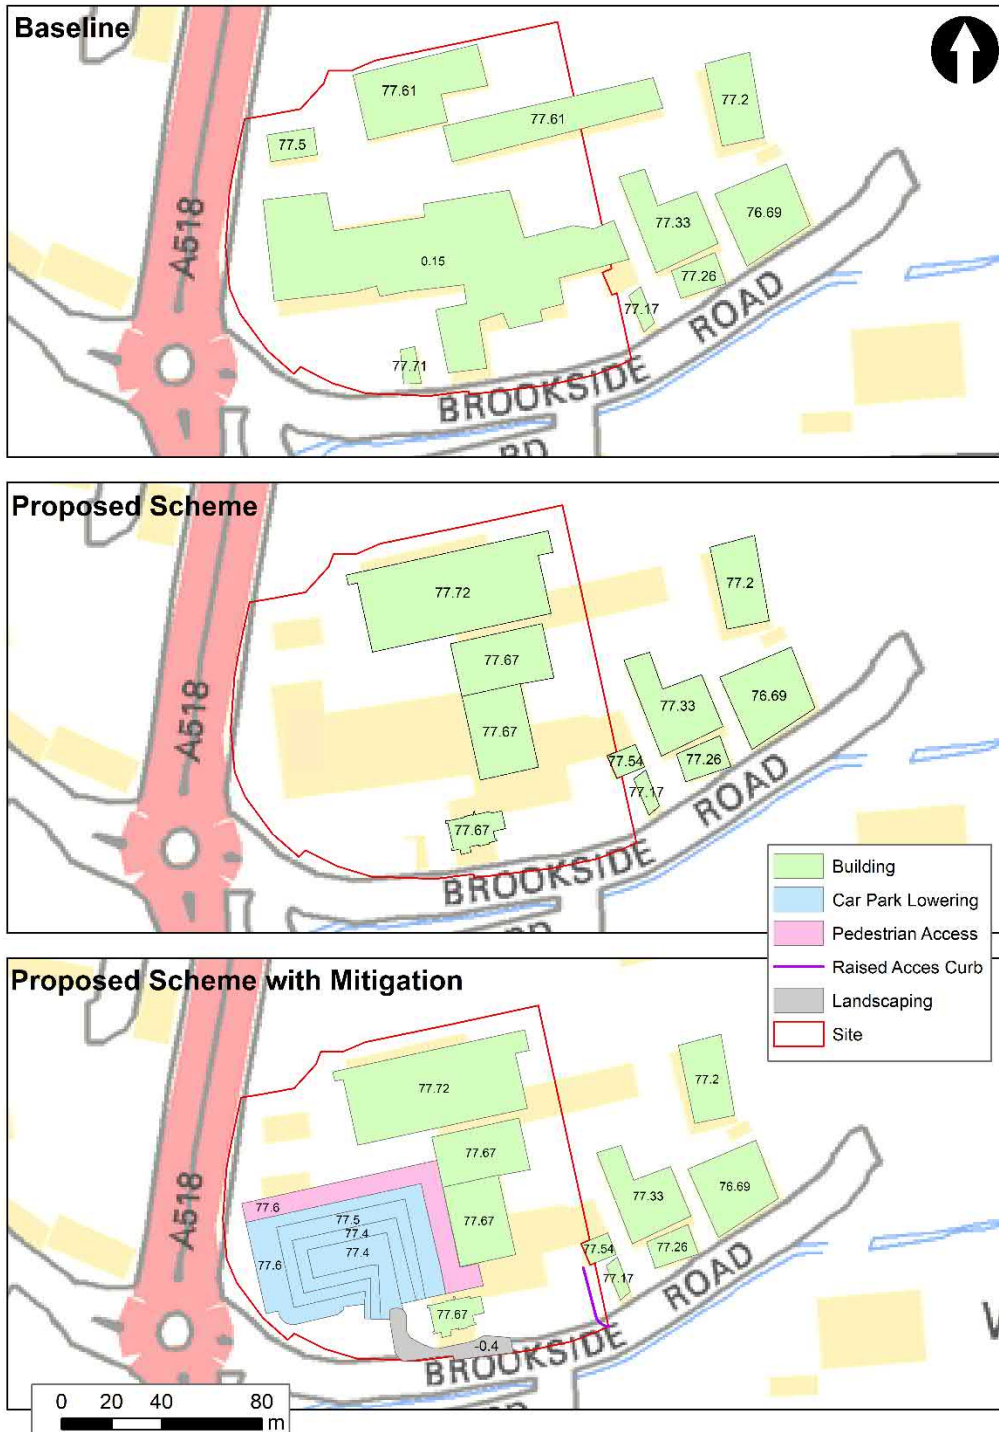 Baseline
77.61
77.2
77.61
77.5
A518
77.33
76.69
0.15
77.26
77.17
ROAD
77.71
BROOKSIDE
RD
Proposed Scheme
77.2
77.72
77.67
A518
77.33
76.69
77.67
77.54
77.26
77.17
ROAD
77.67
BROOKSIDE
Building
Car Park Lowering
Pedestrian Access
Raised Acces Curb
Landscaping
Site
Proposed Scheme with Mitigation
77.2
77.72
77.67
A518
77.33
76.69
77.6
77.5
77.4
77.67
77.4
77.54
77.26
77.6
77.17
ROAD
77.67
-0.4
BROOKSIDE
0 20 40 80
m